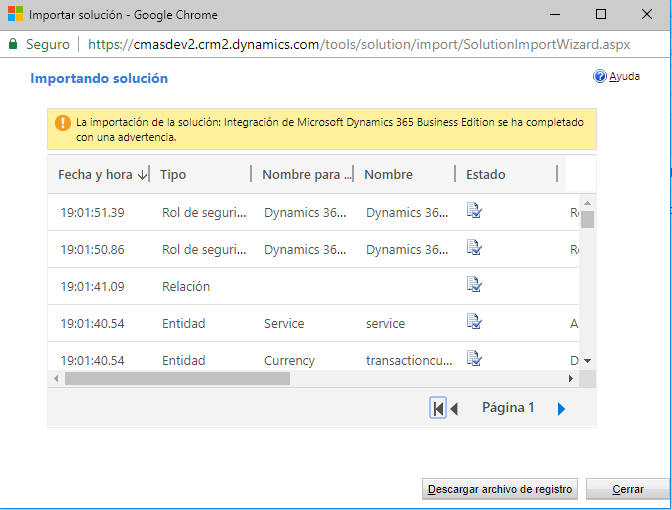 Importar solución - Google Chrome
Seguro | https://cmasdev2.crm2.dynamics.com/tools/solution/import/SolutionImportWizard.aspx
Importando solución
Ayuda
La importación de la solución: Integración de Microsoft Dynamics 365 Business Edition se ha completado
con una advertencia.
Fecha y hora Tipo Nombre para ... Nombre Estado
19:01:51.39 Rol de seguri... Dynamics 36... Dynamics 36... R
19:01:50.86 Rol de seguri... Dynamics 36... Dynamics 36... R
19:01:41.09 Relación
19:01:40.54 Entidad Service service A
19:01:40.54 Entidad Currency transactioncu... D
Página 1
Descargar archivo de registro Cerrar